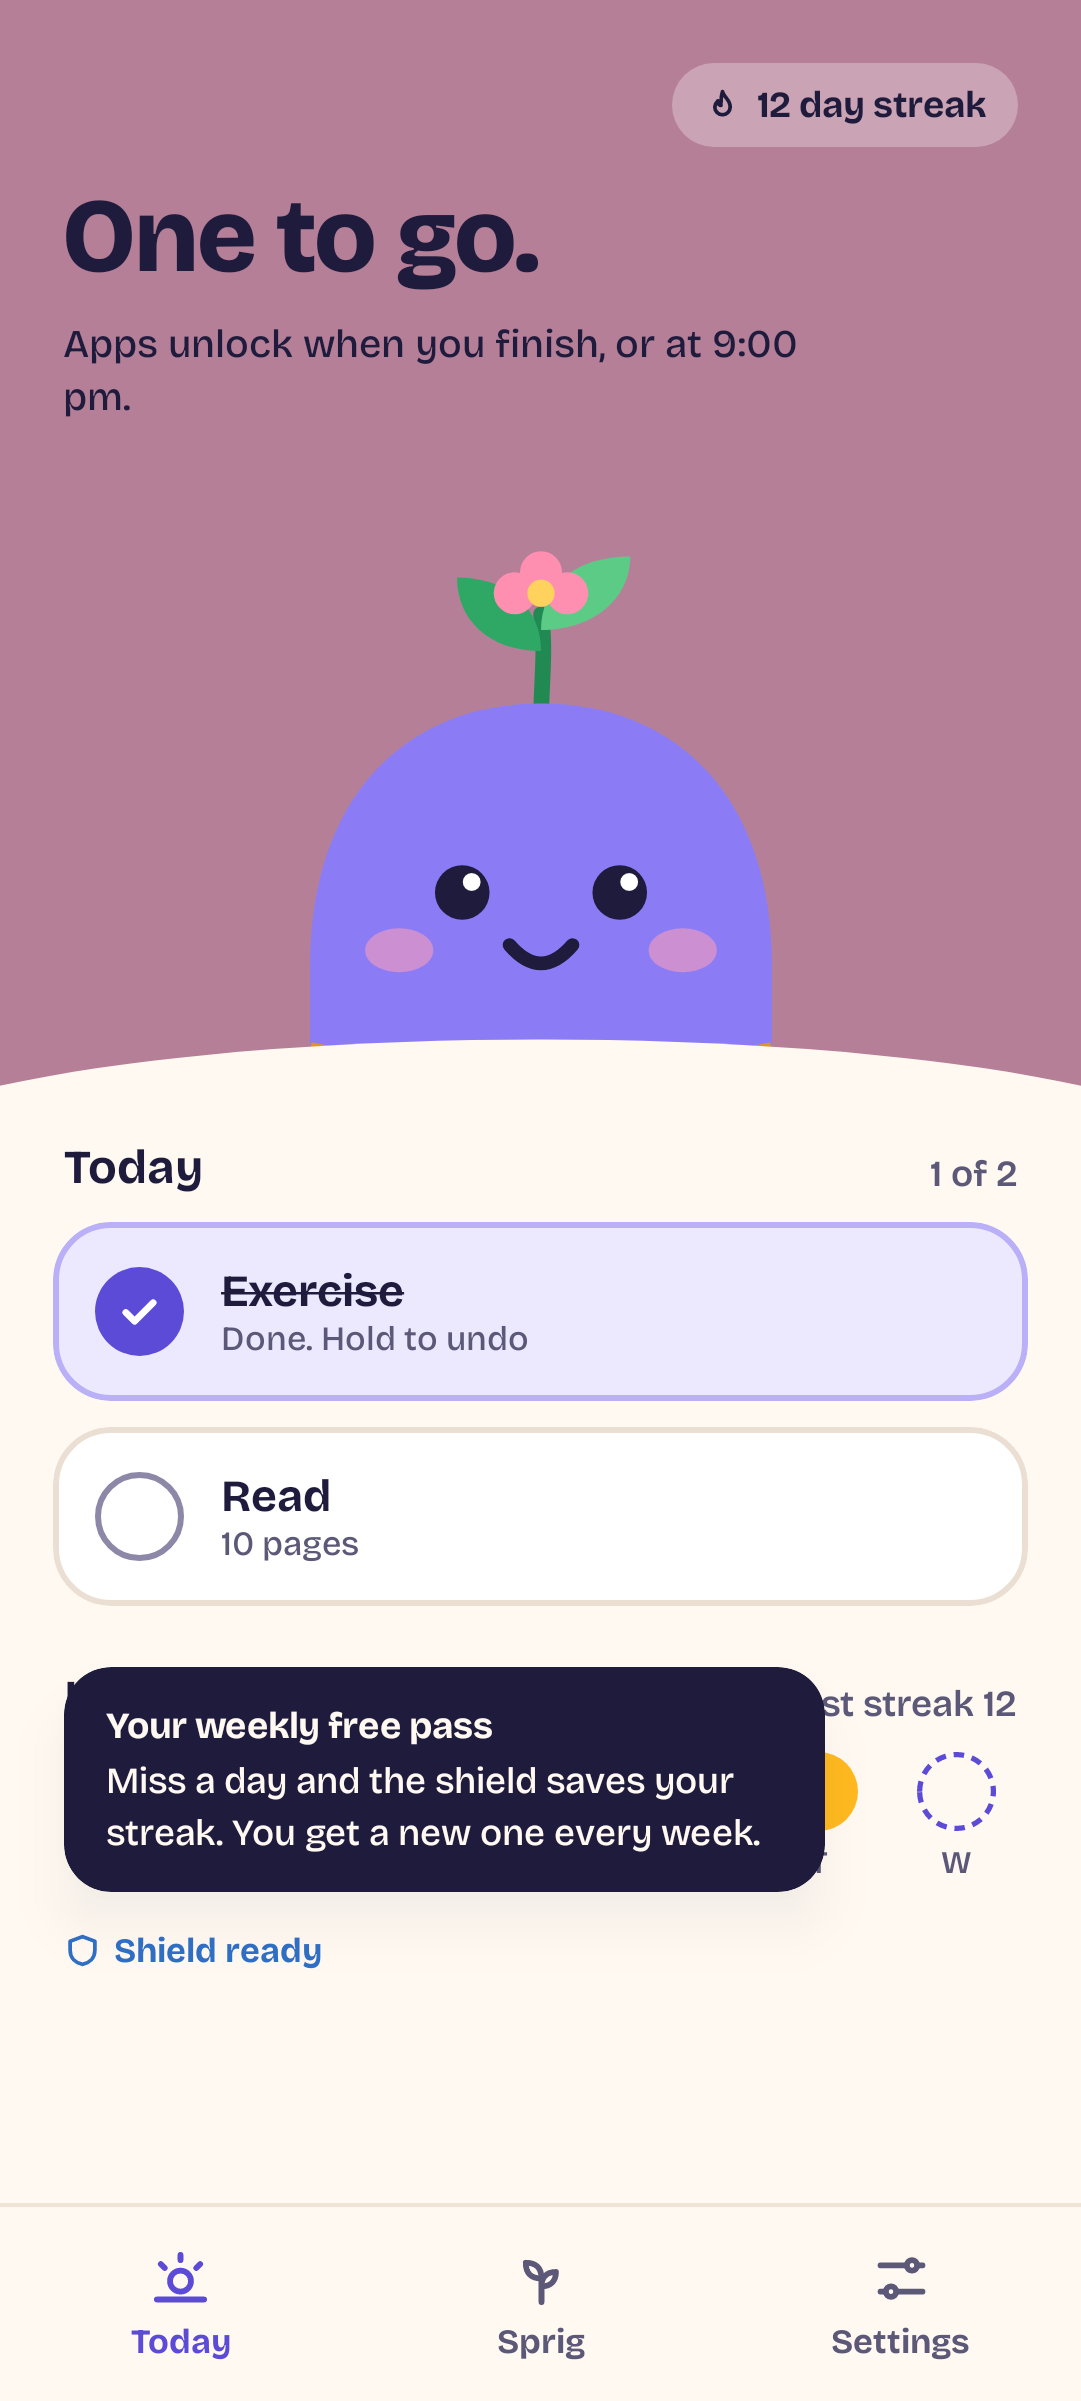 12 day streak
One to go.
Apps unlock when you finish, or at 9:00
pm.
Today
1 of 2
Exercise
Done. Hold to undo
Read
10 pages
streak 12
Your weekly free pass
Miss a day and the shield saves your
streak. You get a new one every week.
W
Shield ready
Today
Sprig
Settings